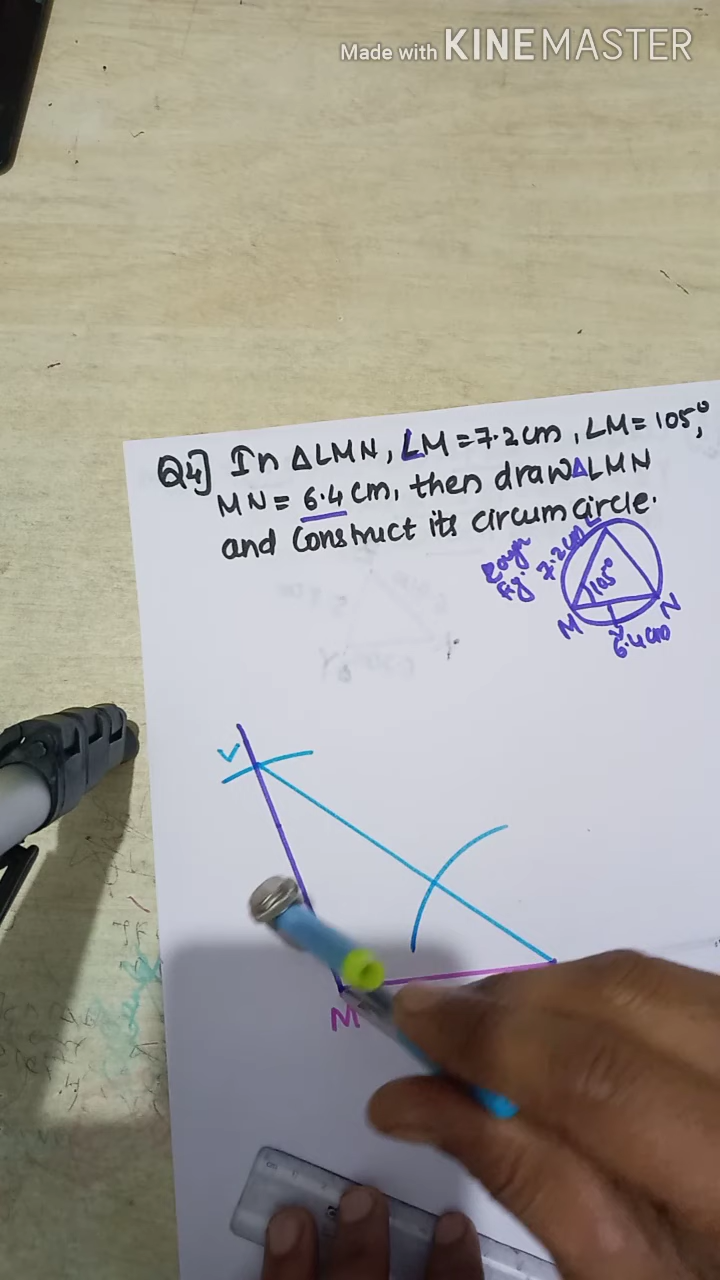 Made with KINEMASTER
Q4] In ΔLMN, LM = 7.2 cm, ∠M = 105°,
MN = 6.4 cm, then draw ΔLMN
and Construct its circumcircle.
Rough
Fig.
7.2cm
L
105°
M
N
6.4cm
L
M